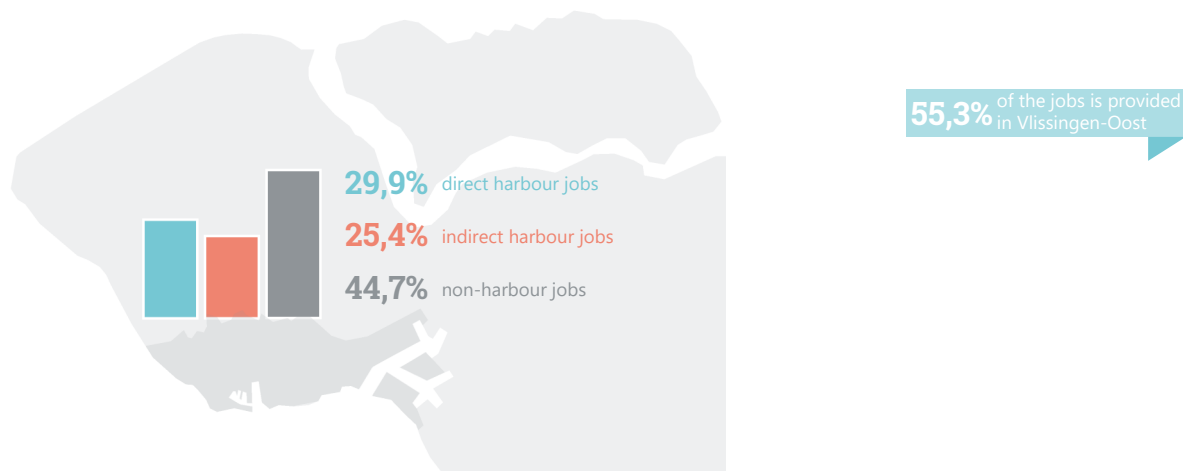 55,3% of the jobs is provided
in Vlissingen-Oost
29,9% direct harbour jobs
25,4% indirect harbour jobs
44,7% non-harbour jobs